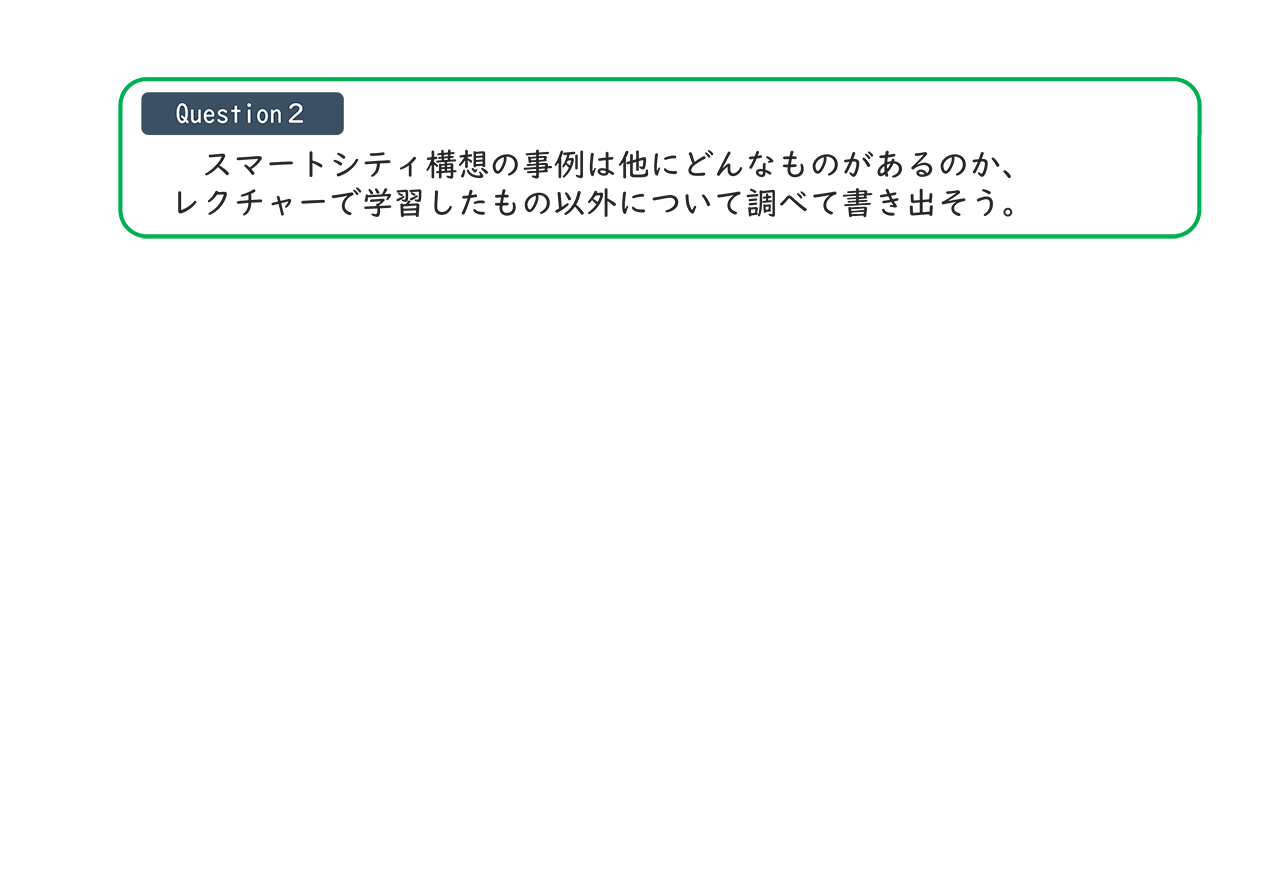 Question２
スマートシティ構想の事例は他にどんなものがあるのか、
レクチャーで学習したもの以外について調べて書き出そう。